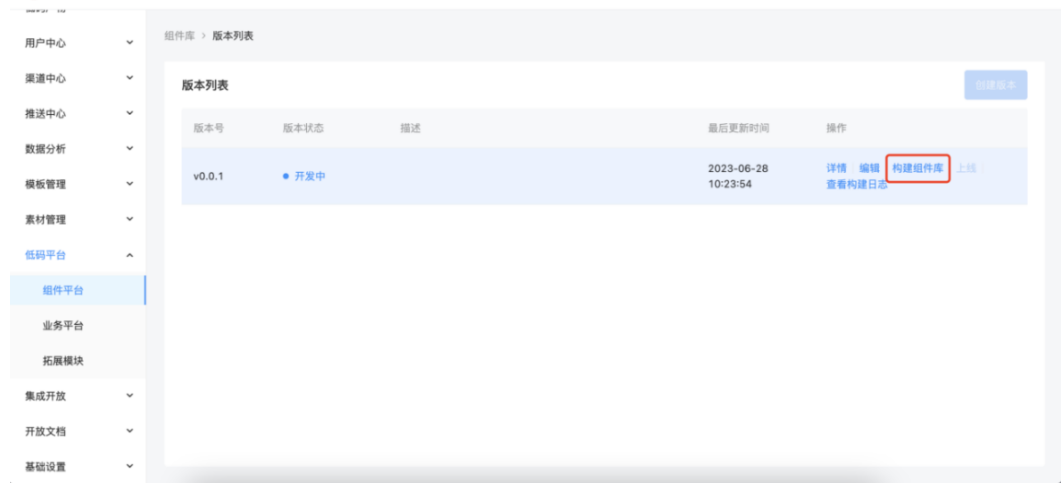 用户中心
渠道中心
推送中心
数据分析
模板管理
素材管理
低码平台
组件平台
业务平台
拓展模块
集成开放
开放文档
基础设置
组件库 > 版本列表
版本列表
创建版本
版本号 版本状态 描述 最后更新时间 操作
v0.0.1 开发中 2023-06-28 详情 编辑 构建组件库 上线
10:23:54 查看构建日志